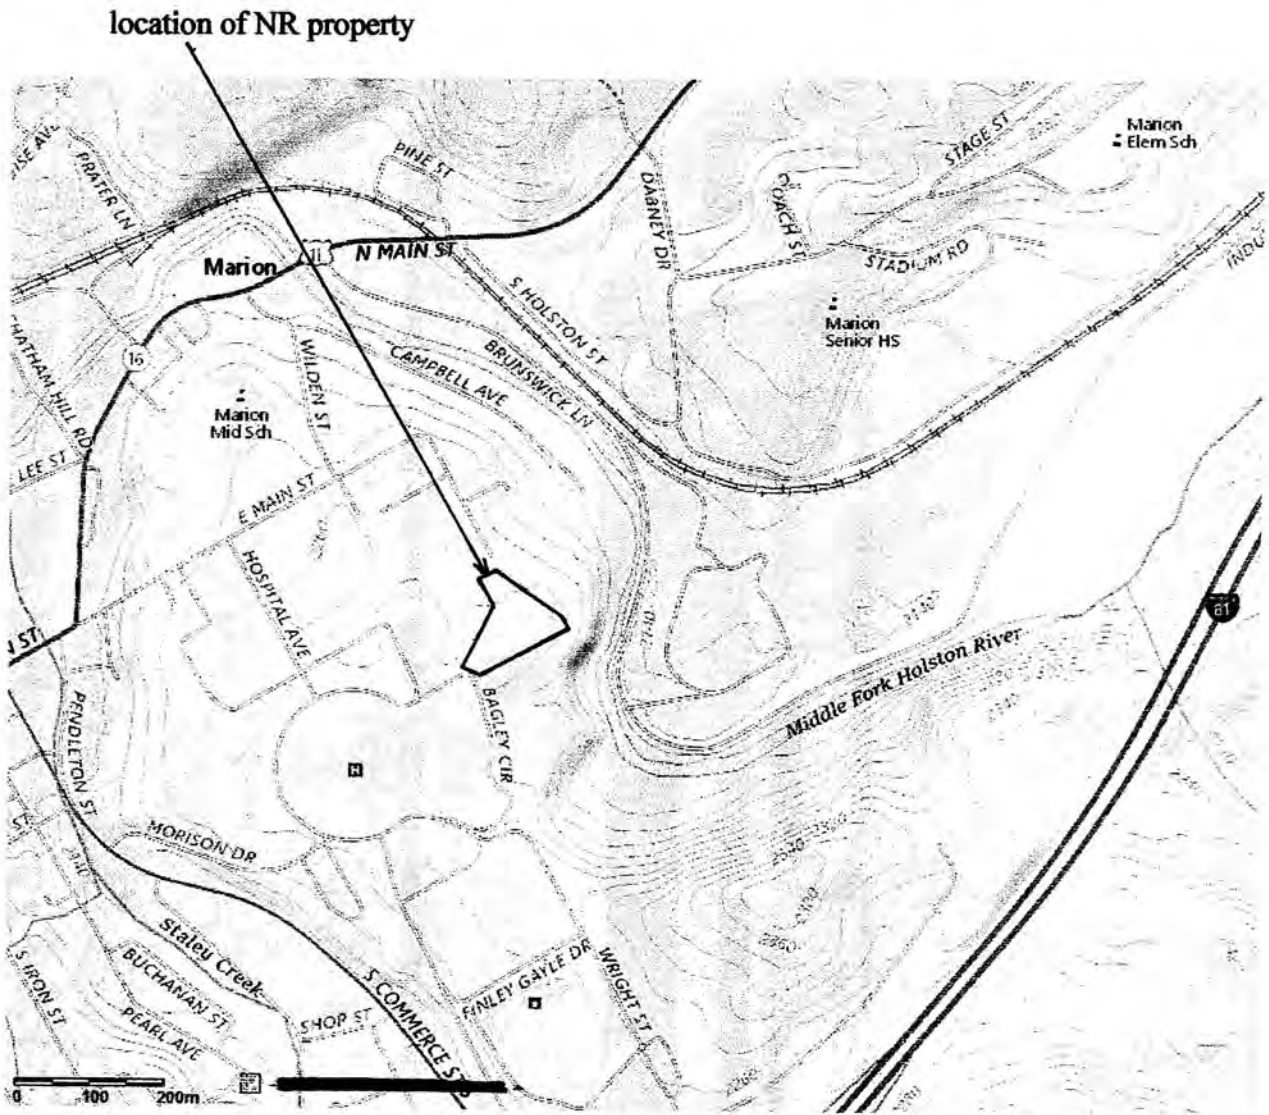 location of NR property
Marion
Elem Sch
STAGE ST
PINE ST
PRATER LN
DABNEY DR
COACH ST
STADIUM RD
11
N MAIN ST
Marion
S HOLSTON ST
Marion
Senior HS
16
WILDEN ST
CAMPBELL AVE
BRUNSWICK LN
Marion
Mid Sch
LEE ST
E MAIN ST
HOSPITAL AVE
81
Middle Fork Holston River
BAGLEY CIR
PENDLETON ST
H
MORISON DR
Staley Creek
BUCHANAN ST
S IRON ST
PEARL AVE
SHOP ST
S COMMERCE ST
FINLEY GAYLE DR
WRIGHT ST
0 100 200m